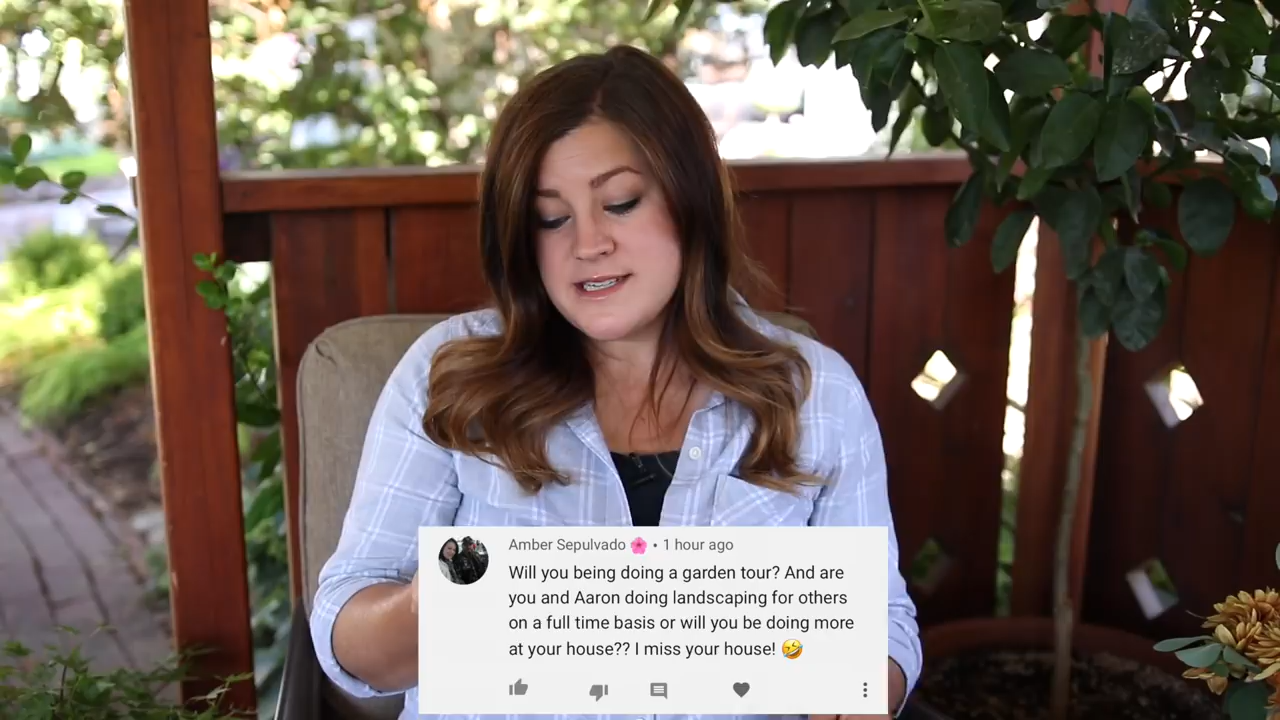 Amber Sepulvado 🌸 • 1 hour ago
Will you being doing a garden tour? And are
you and Aaron doing landscaping for others
on a full time basis or will you be doing more
at your house?? I miss your house! 🤣